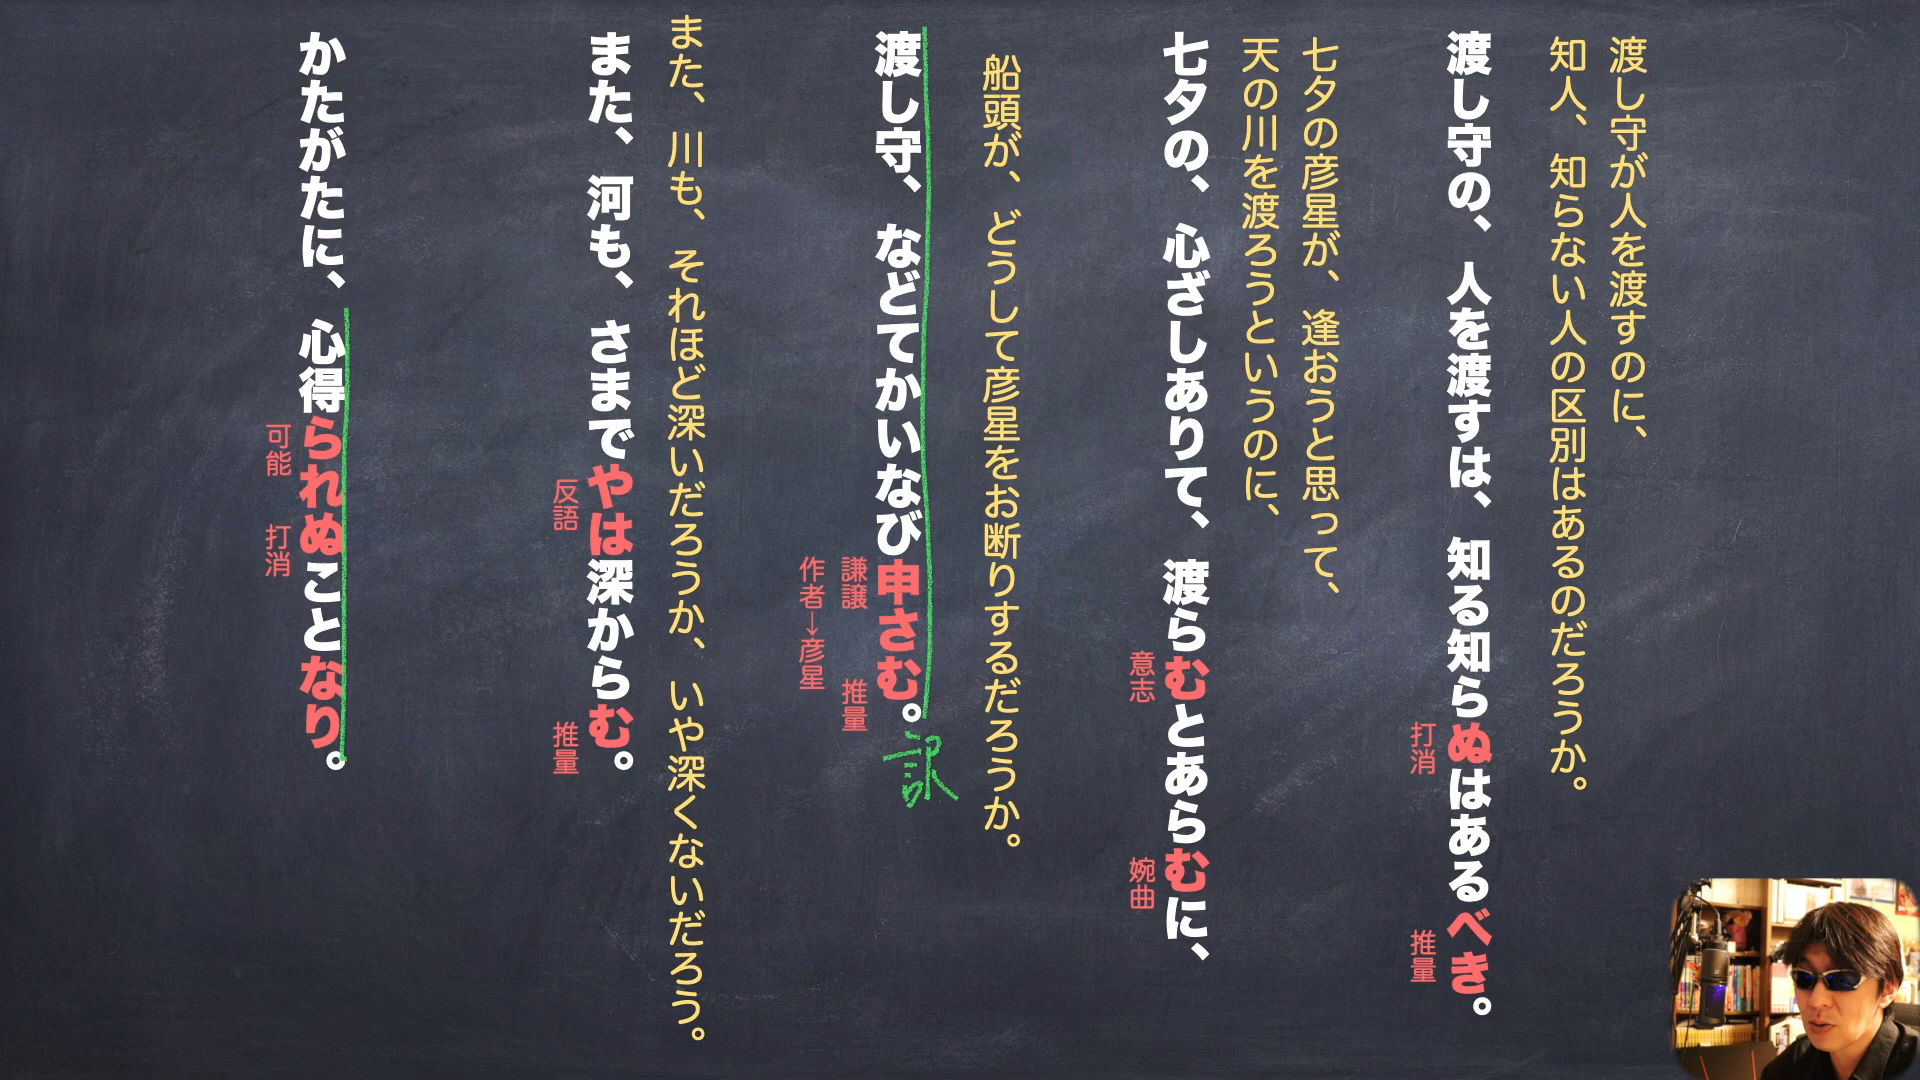 渡し守が人を渡すのに、
知人、知らない人の区別はあるのだろうか。
渡し守の、人を渡すは、知る知らぬはあるべき。
打消
推量
七夕の彦星が、逢おうと思って、
天の川を渡ろうというのに、
七夕の、心ざしありて、渡らむとあらむに、
意志
婉曲
船頭が、どうして彦星をお断りするだろうか。
渡し守、などてかいなび申さむ。
訳
謙譲
推量
作者→彦星
また、川も、それほど深いだろうか、いや深くないだろう。
また、河も、さまでやは深からむ。
反語
推量
かたがたに、心得られぬことなり。
可能
打消